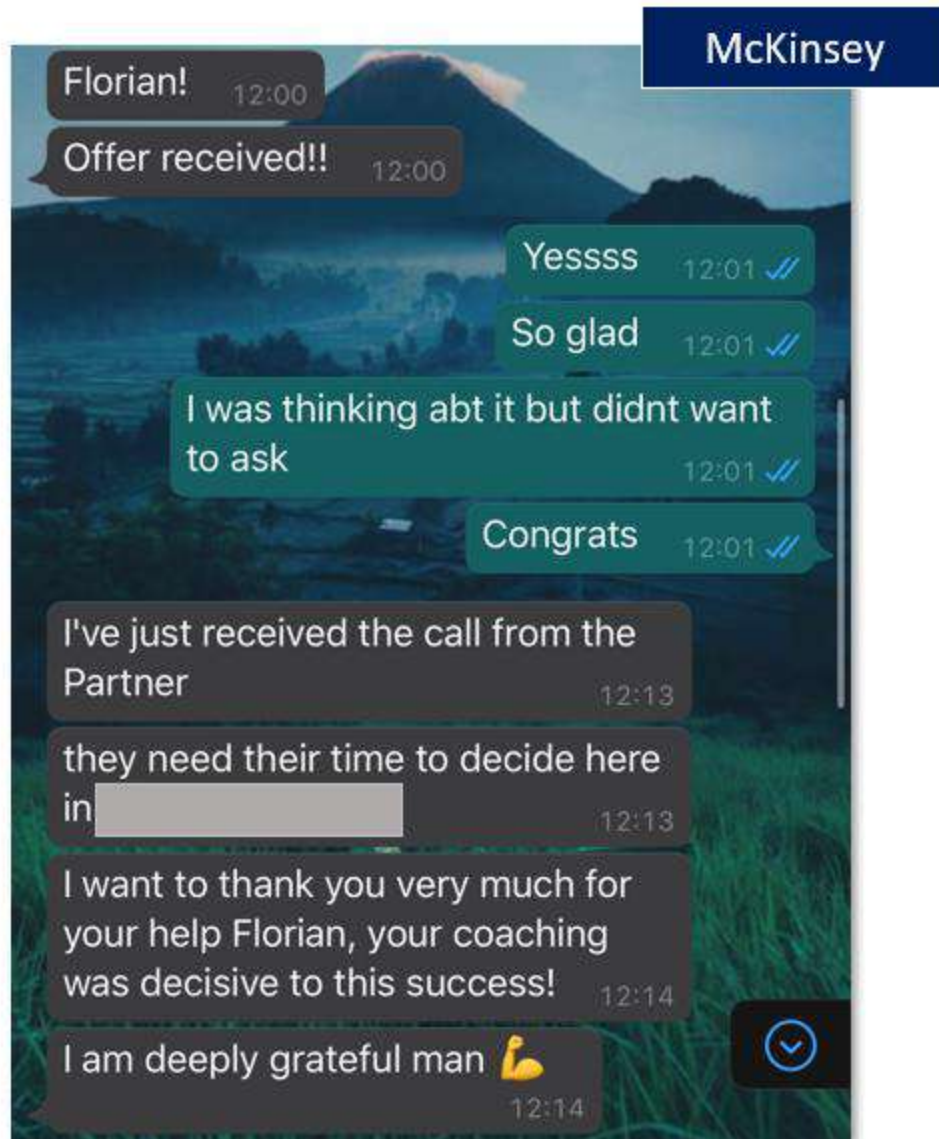 McKinsey
Florian! 12:00
Offer received!! 12:00
Yessss 12:01
So glad 12:01
I was thinking abt it but didnt want
to ask 12:01
Congrats 12:01
I've just received the call from the
Partner 12:13
they need their time to decide here
in 12:13
I want to thank you very much for
your help Florian, your coaching
was decisive to this success! 12:14
I am deeply grateful man 💪
12:14